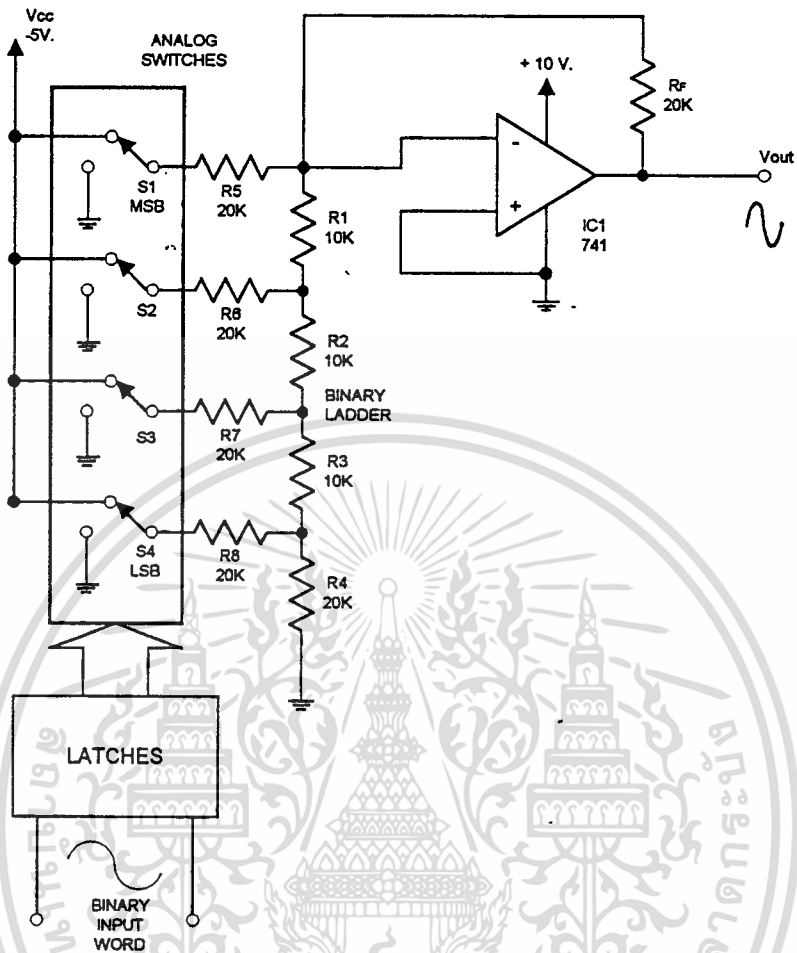 Vcc
-5V.
ANALOG
SWITCHES
+ 10 V.
RF
20K
Vout
-
+
IC1
741
S1
MSB
R5
20K
R1
10K
S2
R6
20K
R2
10K
BINARY
LADDER
S3
R7
20K
R3
10K
S4
LSB
R8
20K
R4
20K
LATCHES
BINARY
INPUT
WORD